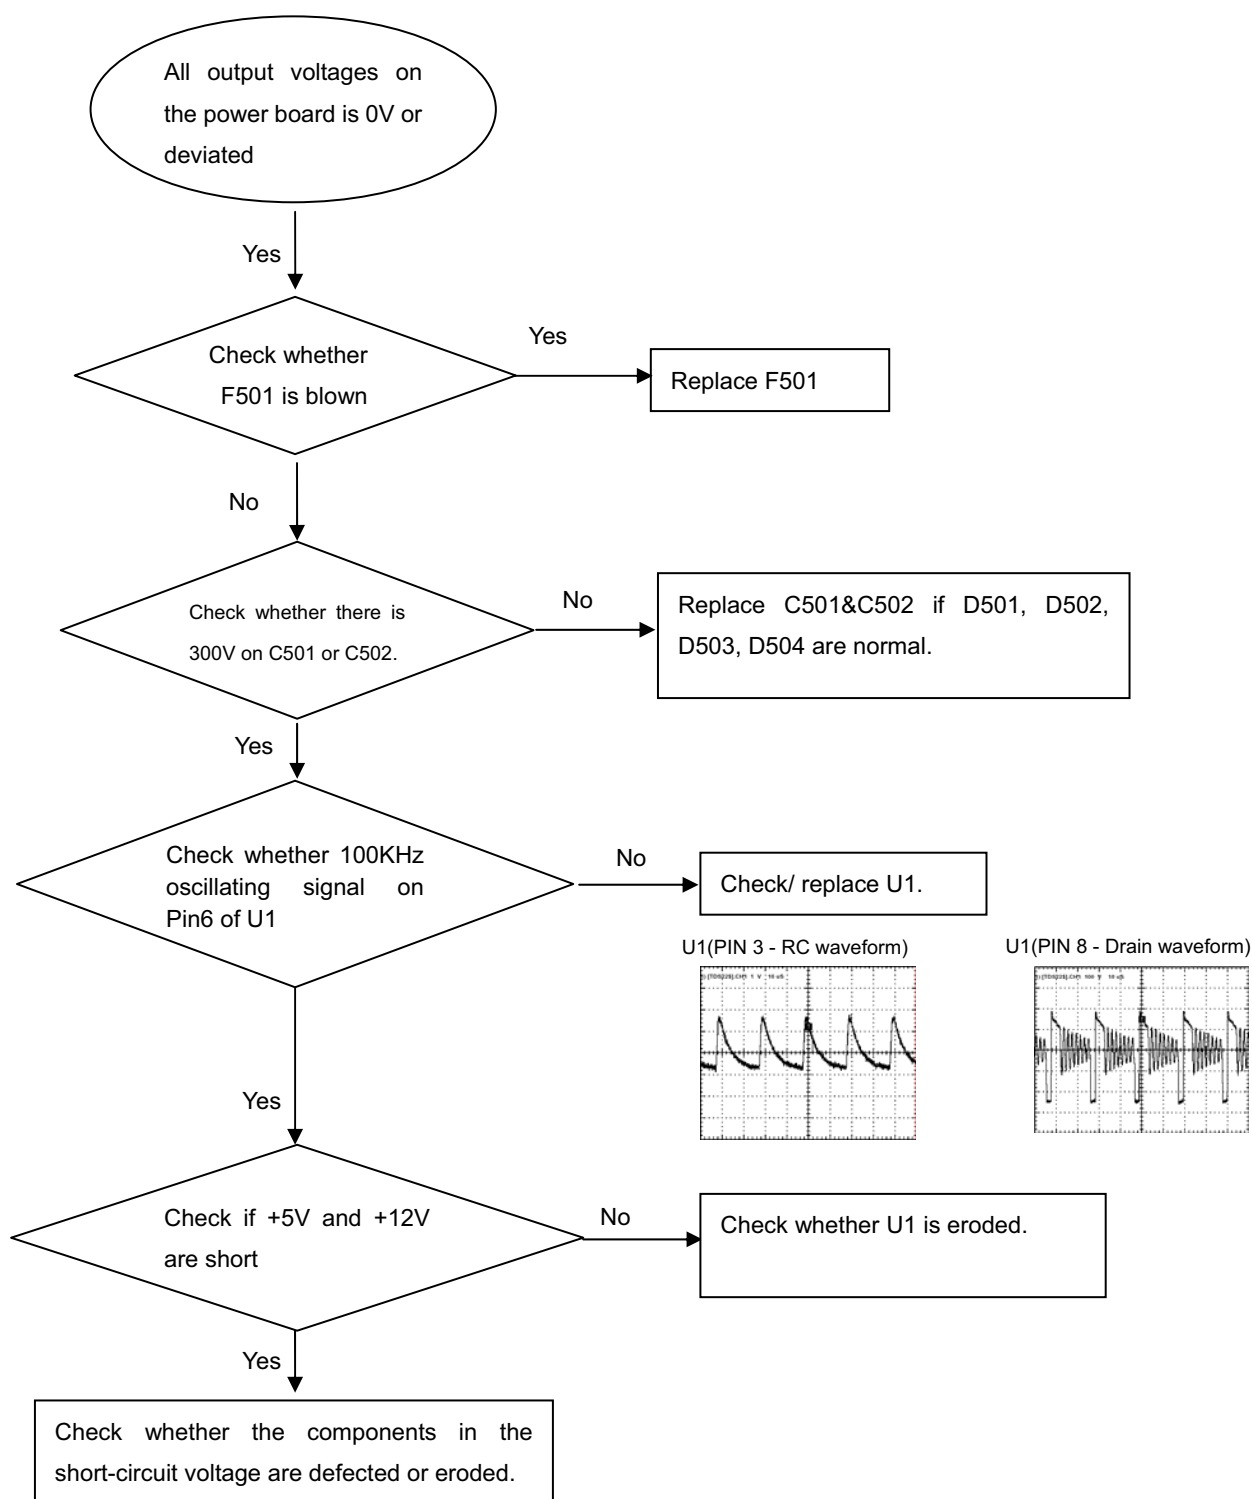 All output voltages on
the power board is 0V or
deviated
Yes
Check whether
F501 is blown
Yes
Replace F501
No
Check whether there is
300V on C501 or C502.
No
Replace C501&C502 if D501, D502,
D503, D504 are normal.
Yes
Check whether 100KHz
oscillating signal on
Pin6 of U1
No
Check/ replace U1.
U1(PIN 3 - RC waveform)
U1(PIN 8 - Drain waveform)
Yes
Check if +5V and +12V
are short
No
Check whether U1 is eroded.
Yes
Check whether the components in the
short-circuit voltage are defected or eroded.